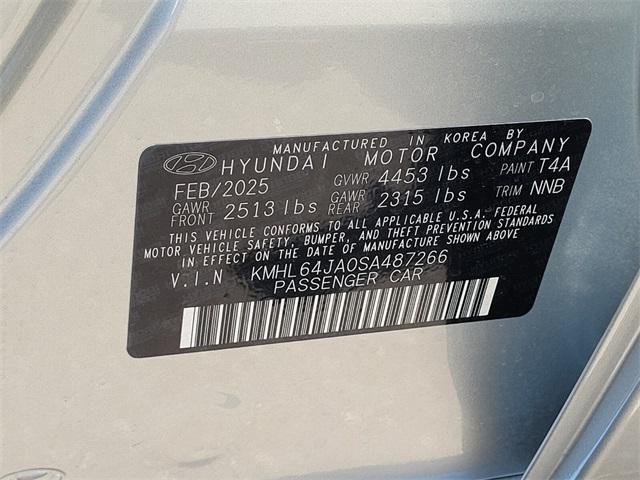 MANUFACTURED IN KOREA BY
HYUNDAI MOTOR COMPANY
FEB/2025 GVWR 4453 lbs PAINT T4A
GAWR FRONT 2513 lbs GAWR REAR 2315 lbs TRIM NNB
THIS VEHICLE CONFORMS TO ALL APPLICABLE U.S.A. FEDERAL
MOTOR VEHICLE SAFETY, BUMPER, AND THEFT PREVENTION STANDARDS
IN EFFECT ON THE DATE OF MANUFACTURE SHOWN ABOVE.
V.I.N KMHL64JA0SA487266
PASSENGER CAR